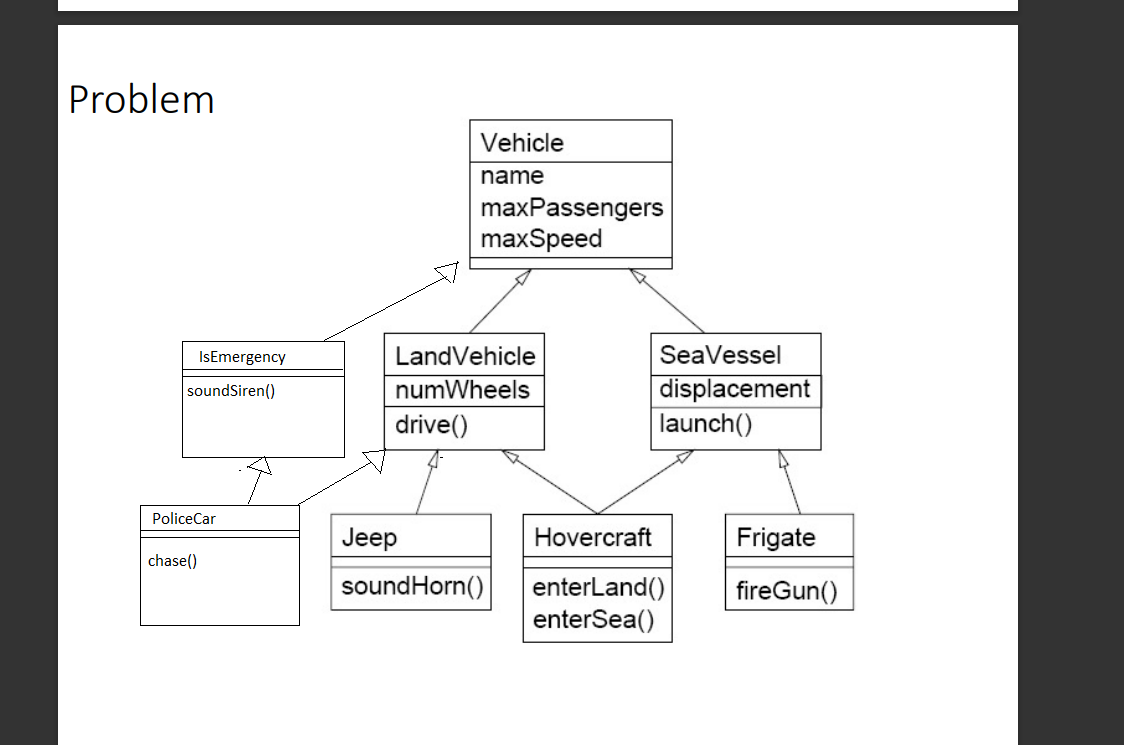 Problem
Vehicle
name
maxPassengers
maxSpeed
IsEmergency
soundSiren()
LandVehicle
numWheels
drive()
SeaVessel
displacement
launch()
PoliceCar
chase()
Jeep
soundHorn()
Hovercraft
enterLand()
enterSea()
Frigate
fireGun()